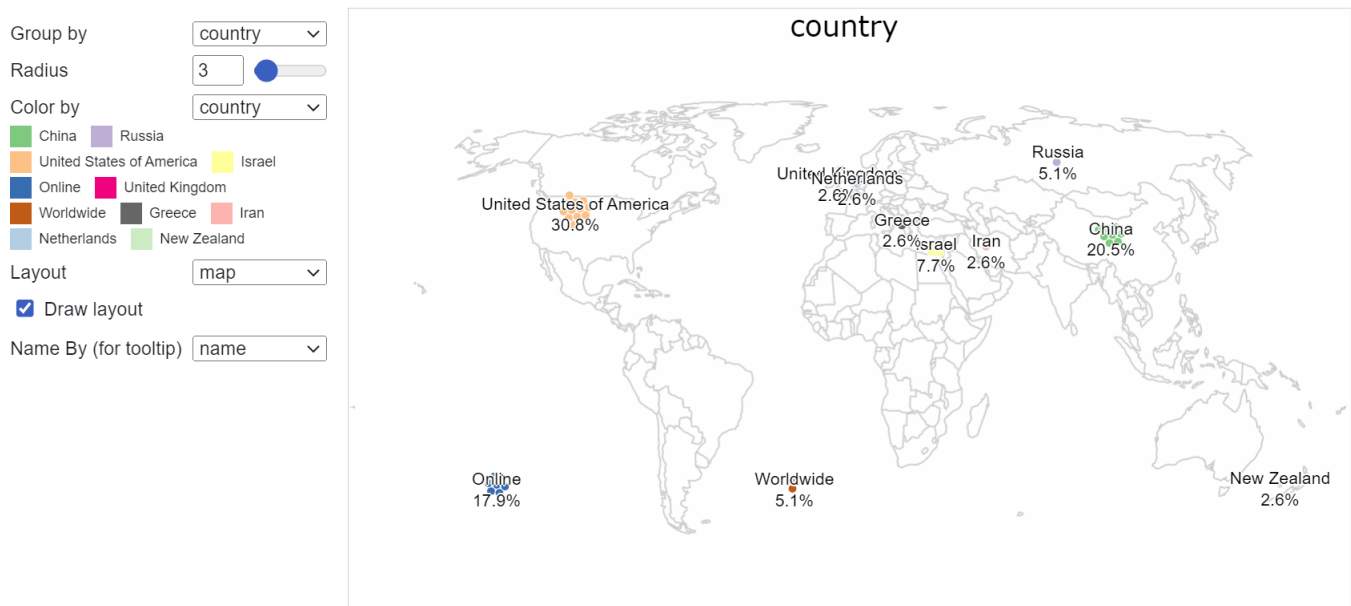 Group by country
Radius 3
Color by country
China Russia
United States of America Israel
Online United Kingdom
Worldwide Greece Iran
Netherlands New Zealand
Layout map
Draw layout
Name By (for tooltip) name
country
Russia
5.1%
United Kingdom
2.6%
Netherlands
2.6%
United States of America
30.8%
Greece
2.6%
Israel
7.7%
Iran
2.6%
China
20.5%
Online
17.9%
Worldwide
5.1%
New Zealand
2.6%